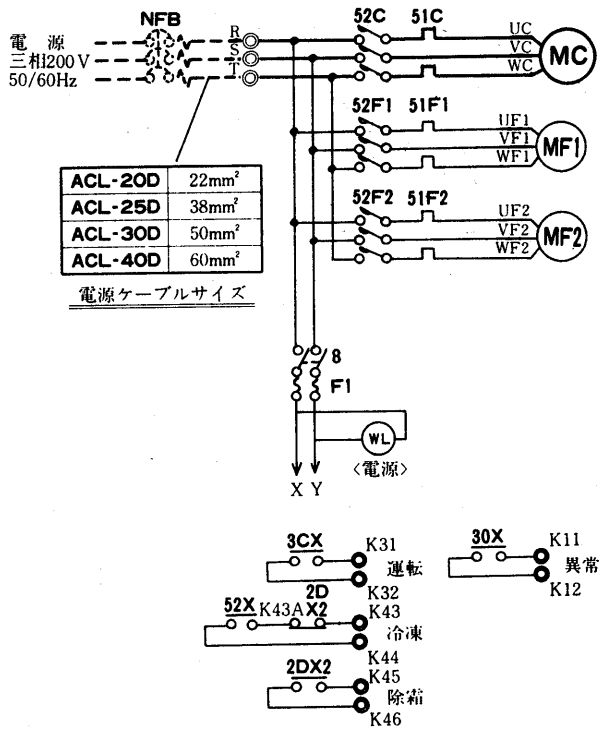 NFB
電　源
三相200V
50/60Hz
R
S
T
52C
51C
UC
VC
WC
MC
52F1
51F1
UF1
VF1
WF1
MF1
52F2
51F2
UF2
VF2
WF2
MF2
ACL-20D 22mm²
ACL-25D 38mm²
ACL-30D 50mm²
ACL-40D 60mm²
電源ケーブルサイズ
8
F1
WL
〈電源〉
X Y
3CX
K31
運転
K32
30X
K11
異常
K12
52X
K43A
2D
X2
K43
冷凍
K44
2DX2
K45
除霜
K46